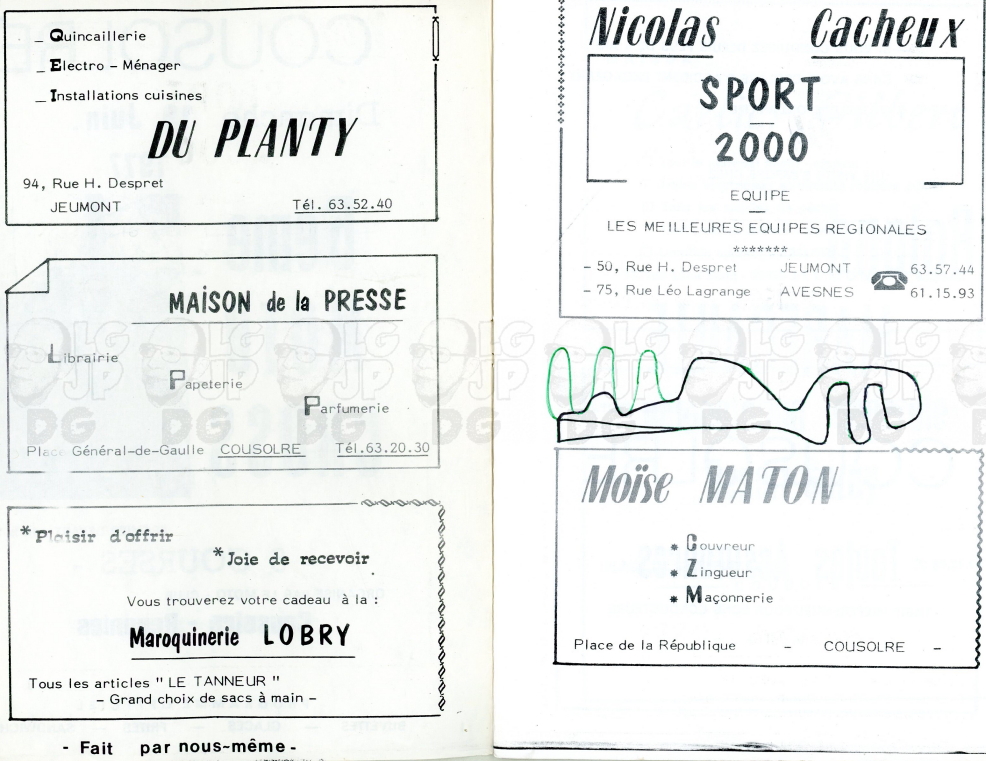 _ Quincaillerie
_ Electro - Ménager
_ Installations cuisines
DU PLANTY
94, Rue H. Despret
JEUMONT Tél. 63.52.40
MAISON de la PRESSE
Librairie
Papeterie
Parfumerie
Place Général-de-Gaulle COUSOLRE Tél.63.20.30
* Plaisir d'offrir
* Joie de recevoir
Vous trouverez votre cadeau à la :
Maroquinerie LOBRY
Tous les articles " LE TANNEUR "
- Grand choix de sacs à main -
- Fait par nous-même -
Nicolas Cacheux
SPORT
2000
EQUIPE
LES MEILLEURES EQUIPES REGIONALES
*******
- 50, Rue H. Despret JEUMONT 63.57.44
- 75, Rue Léo Lagrange AVESNES 61.15.93
Moïse MATON
* Couvreur
* Zingueur
* Maçonnerie
Place de la République - COUSOLRE -
LG JP DG